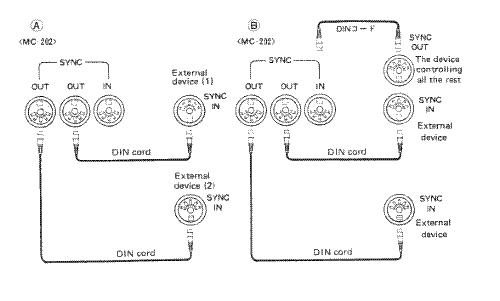 Ⓐ
<MC-202>
SYNC
OUT OUT IN
External
device (1)
SYNC
IN
DIN cord
External
device (2)
SYNC
IN
DIN cord
Ⓑ
<MC-202>
DINコード
SYNC
OUT
SYNC
OUT OUT IN
The device
controlling
all the rest
SYNC
IN
External
device
DIN cord
SYNC
IN
External
device
DIN cord